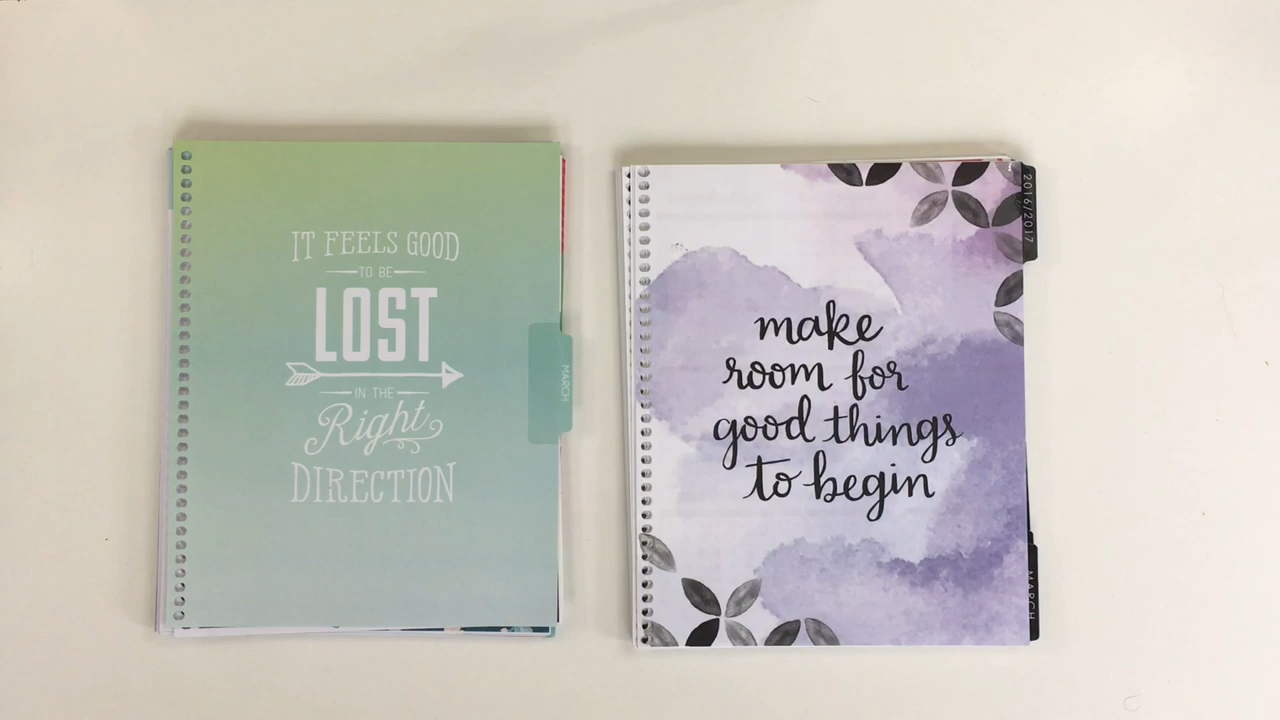 IT FEELS GOOD
TO BE
LOST
IN THE
Right
DIRECTION
MARCH
make
room for
good things
to begin
2016/2017
MARCH